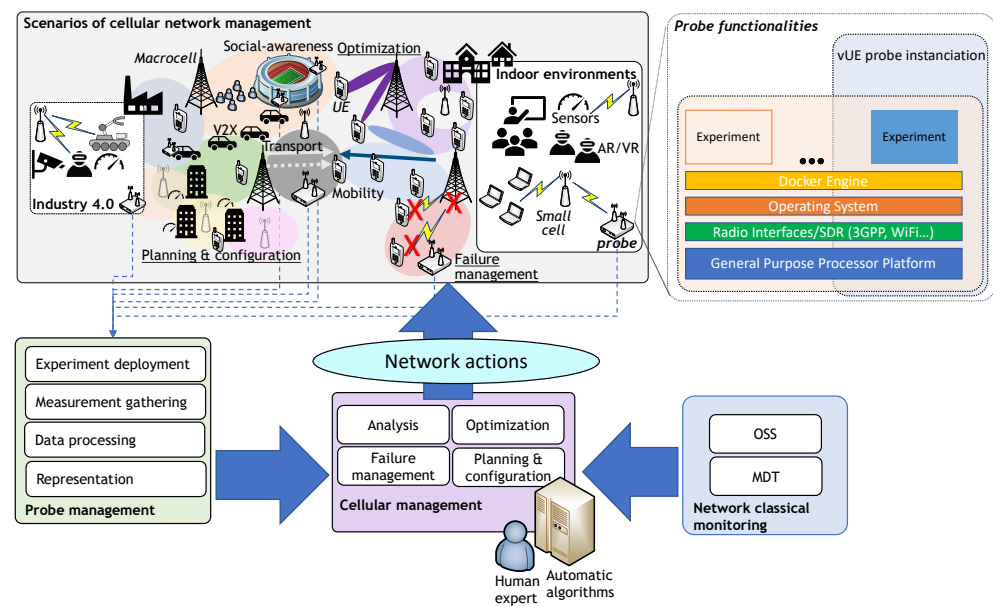 Scenarios of cellular network management
Social-awareness
Optimization
Macrocell
UE
V2X
Transport
Mobility
Industry 4.0
Planning & configuration
Failure
management
Indoor environments
Sensors
AR/VR
Small
cell
probe
Probe functionalities
vUE probe instanciation
Experiment
...
Experiment
Docker Engine
Operating System
Radio Interfaces/SDR (3GPP, WiFi...)
General Purpose Processor Platform
Network actions
Experiment deployment
Measurement gathering
Data processing
Representation
Probe management
Analysis
Optimization
Failure
management
Planning &
configuration
Cellular management
Human
expert
Automatic
algorithms
OSS
MDT
Network classical
monitoring